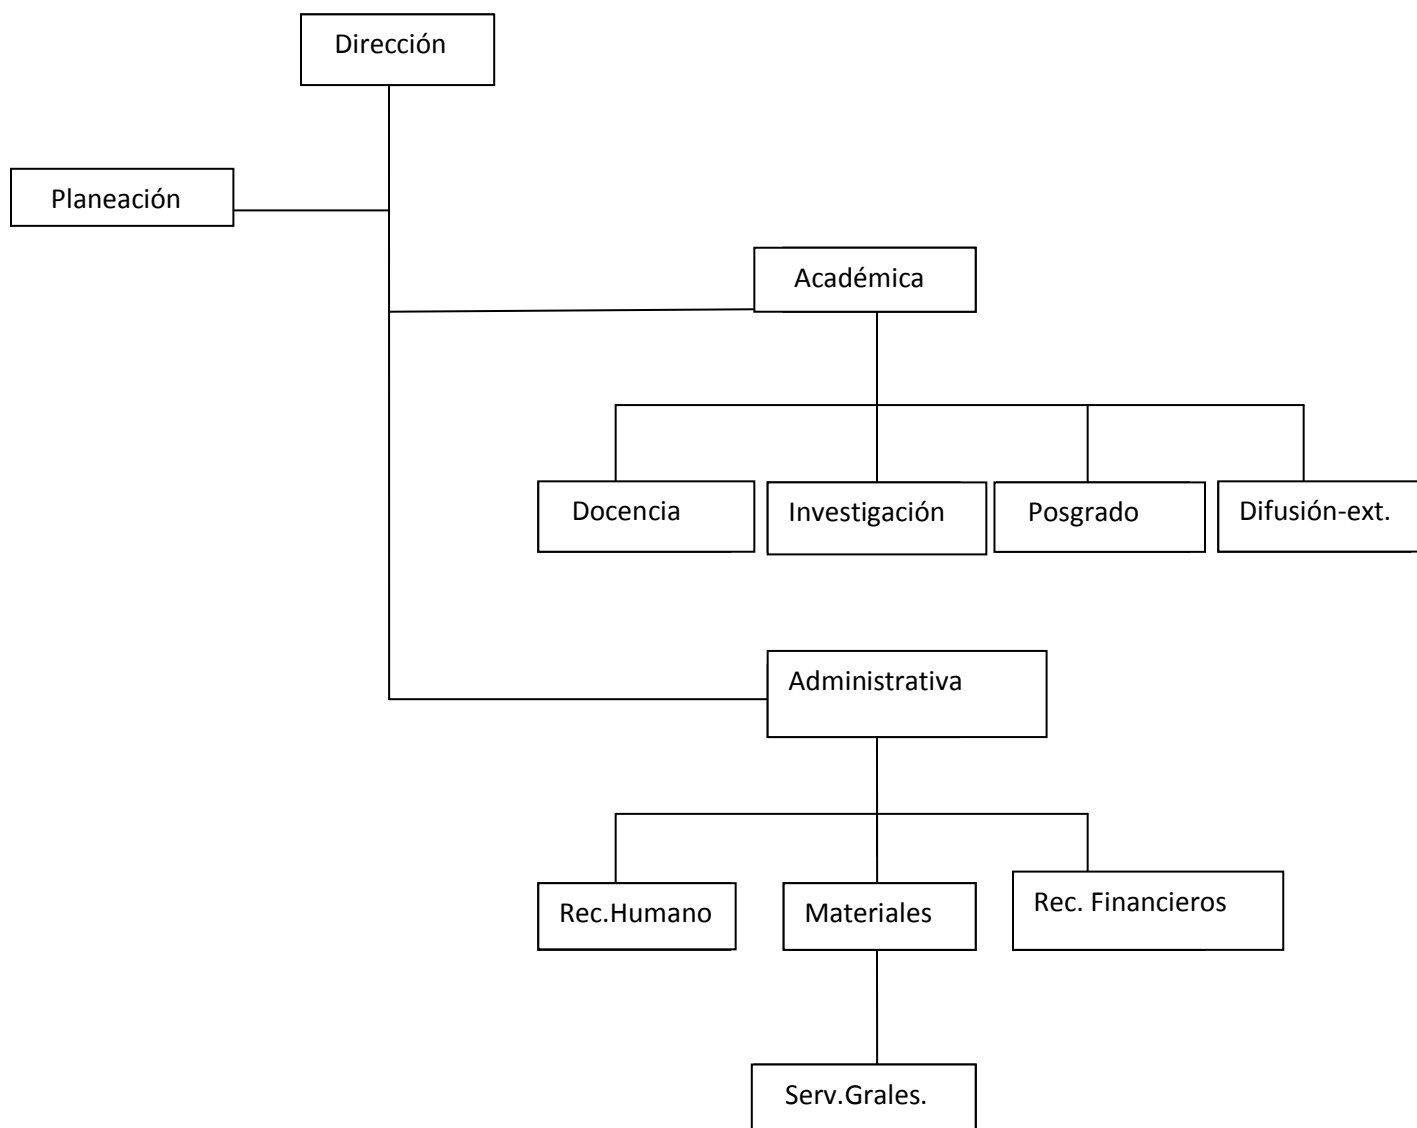 Dirección
Planeación
Académica
Docencia
Investigación
Posgrado
Difusión-ext.
Administrativa
Rec.Humano
Materiales
Rec. Financieros
Serv.Grales.